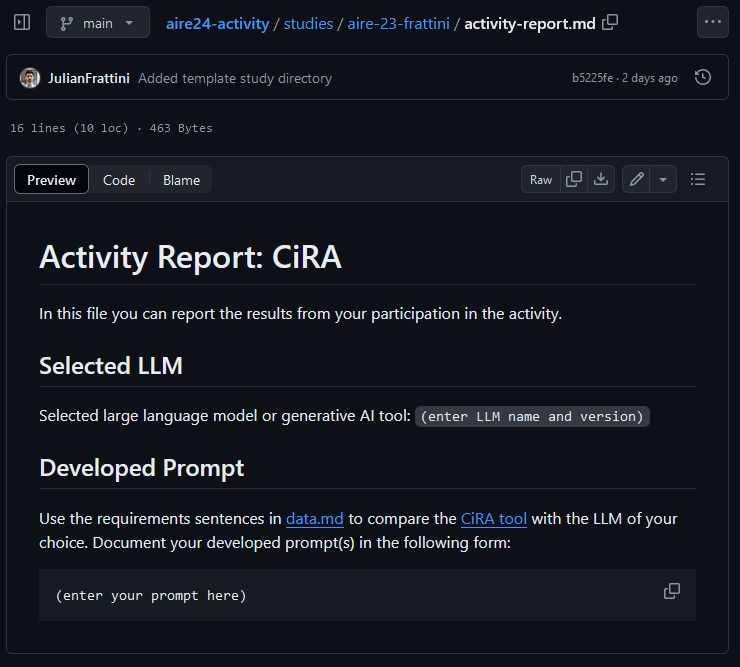 main
aire24-activity / studies / aire-23-frattini / activity-report.md
JulianFrattini Added template study directory b5225fe · 2 days ago
16 lines (10 loc) · 463 Bytes
Preview Code Blame Raw
Activity Report: CiRA
In this file you can report the results from your participation in the activity.
Selected LLM
Selected large language model or generative AI tool: (enter LLM name and version)
Developed Prompt
Use the requirements sentences in data.md to compare the CiRA tool with the LLM of your
choice. Document your developed prompt(s) in the following form:
(enter your prompt here)